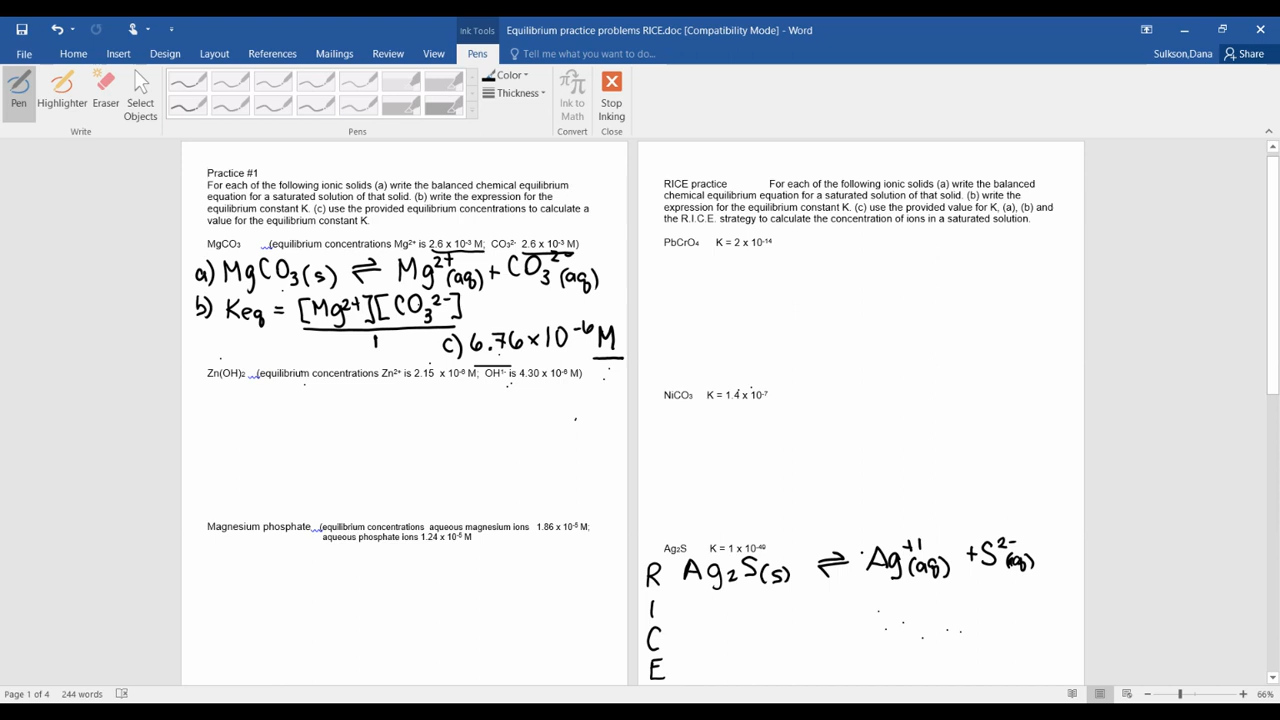 Ink Tools
Equilibrium practice problems RICE.doc [Compatibility Mode] - Word
File Home Insert Design Layout References Mailings Review View Pens Tell me what you want to do... Sulkson,Dana Share
Pen Highlighter Eraser Select Objects
Write
Pens
Color
Thickness
Ink to Math
Convert
Stop Inking
Close
Practice #1
For each of the following ionic solids (a) write the balanced chemical equilibrium
equation for a saturated solution of that solid. (b) write the expression for the
equilibrium constant K. (c) use the provided equilibrium concentrations to calculate a
value for the equilibrium constant K.
MgCO3 (equilibrium concentrations Mg²⁺ is 2.6 x 10⁻³ M; CO3²⁻ 2.6 x 10⁻³ M)
a) MgCO₃(s) ⇌ Mg²⁺(aq) + CO₃²⁻(aq)
b) Keq = [Mg²⁺][CO₃²⁻]
1
c) 6.76 x 10⁻⁶ M
Zn(OH)₂ (equilibrium concentrations Zn²⁺ is 2.15 x 10⁻⁶ M; OH¹⁻ is 4.30 x 10⁻⁶ M)
Magnesium phosphate (equilibrium concentrations aqueous magnesium ions 1.86 x 10⁻⁵ M;
aqueous phosphate ions 1.24 x 10⁻⁵ M
RICE practice For each of the following ionic solids (a) write the balanced
chemical equilibrium equation for a saturated solution of that solid. (b) write the
expression for the equilibrium constant K. (c) use the provided value for K, (a), (b) and
the R.I.C.E. strategy to calculate the concentration of ions in a saturated solution.
PbCrO₄ K = 2 x 10⁻¹⁴
NiCO₃ K = 1.4 x 10⁻⁷
Ag₂S K = 1 x 10⁻⁴⁹
R Ag₂S(s) ⇌ Ag⁺¹(aq) + S²⁻(aq)
I
C
E
Page 1 of 4 244 words
66%